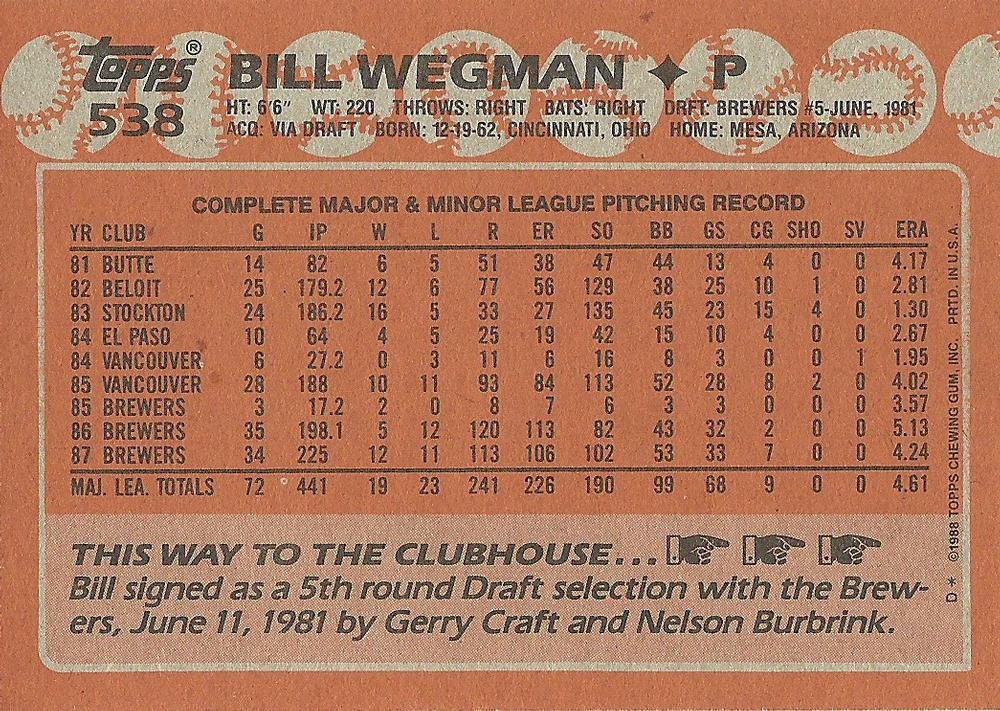 topps®
538
BILL WEGMAN ✦ P
HT: 6'6" WT: 220 THROWS: RIGHT BATS: RIGHT DRFT: BREWERS #5-JUNE, 1981
ACQ: VIA DRAFT BORN: 12-19-62, CINCINNATI, OHIO HOME: MESA, ARIZONA
COMPLETE MAJOR & MINOR LEAGUE PITCHING RECORD
YR CLUB G IP W L R ER SO BB GS CG SHO SV ERA
81 BUTTE 14 82 6 5 51 38 47 44 13 4 0 0 4.17
82 BELOIT 25 179.2 12 6 77 56 129 38 25 10 1 0 2.81
83 STOCKTON 24 186.2 16 5 33 27 135 45 23 15 4 0 1.30
84 EL PASO 10 64 4 5 25 19 42 15 10 4 0 0 2.67
84 VANCOUVER 6 27.2 0 3 11 6 16 8 3 0 0 1 1.95
85 VANCOUVER 28 188 10 11 93 84 113 52 28 8 2 0 4.02
85 BREWERS 3 17.2 2 0 8 7 6 3 3 0 0 0 3.57
86 BREWERS 35 198.1 5 12 120 113 82 43 32 2 0 0 5.13
87 BREWERS 34 225 12 11 113 106 102 53 33 7 0 0 4.24
MAJ. LEA. TOTALS 72 441 19 23 241 226 190 99 68 9 0 0 4.61
THIS WAY TO THE CLUBHOUSE...
Bill signed as a 5th round Draft selection with the Brew-
ers, June 11, 1981 by Gerry Craft and Nelson Burbrink.
D* ©1988 TOPPS CHEWING GUM, INC. PRTD. IN U.S.A.